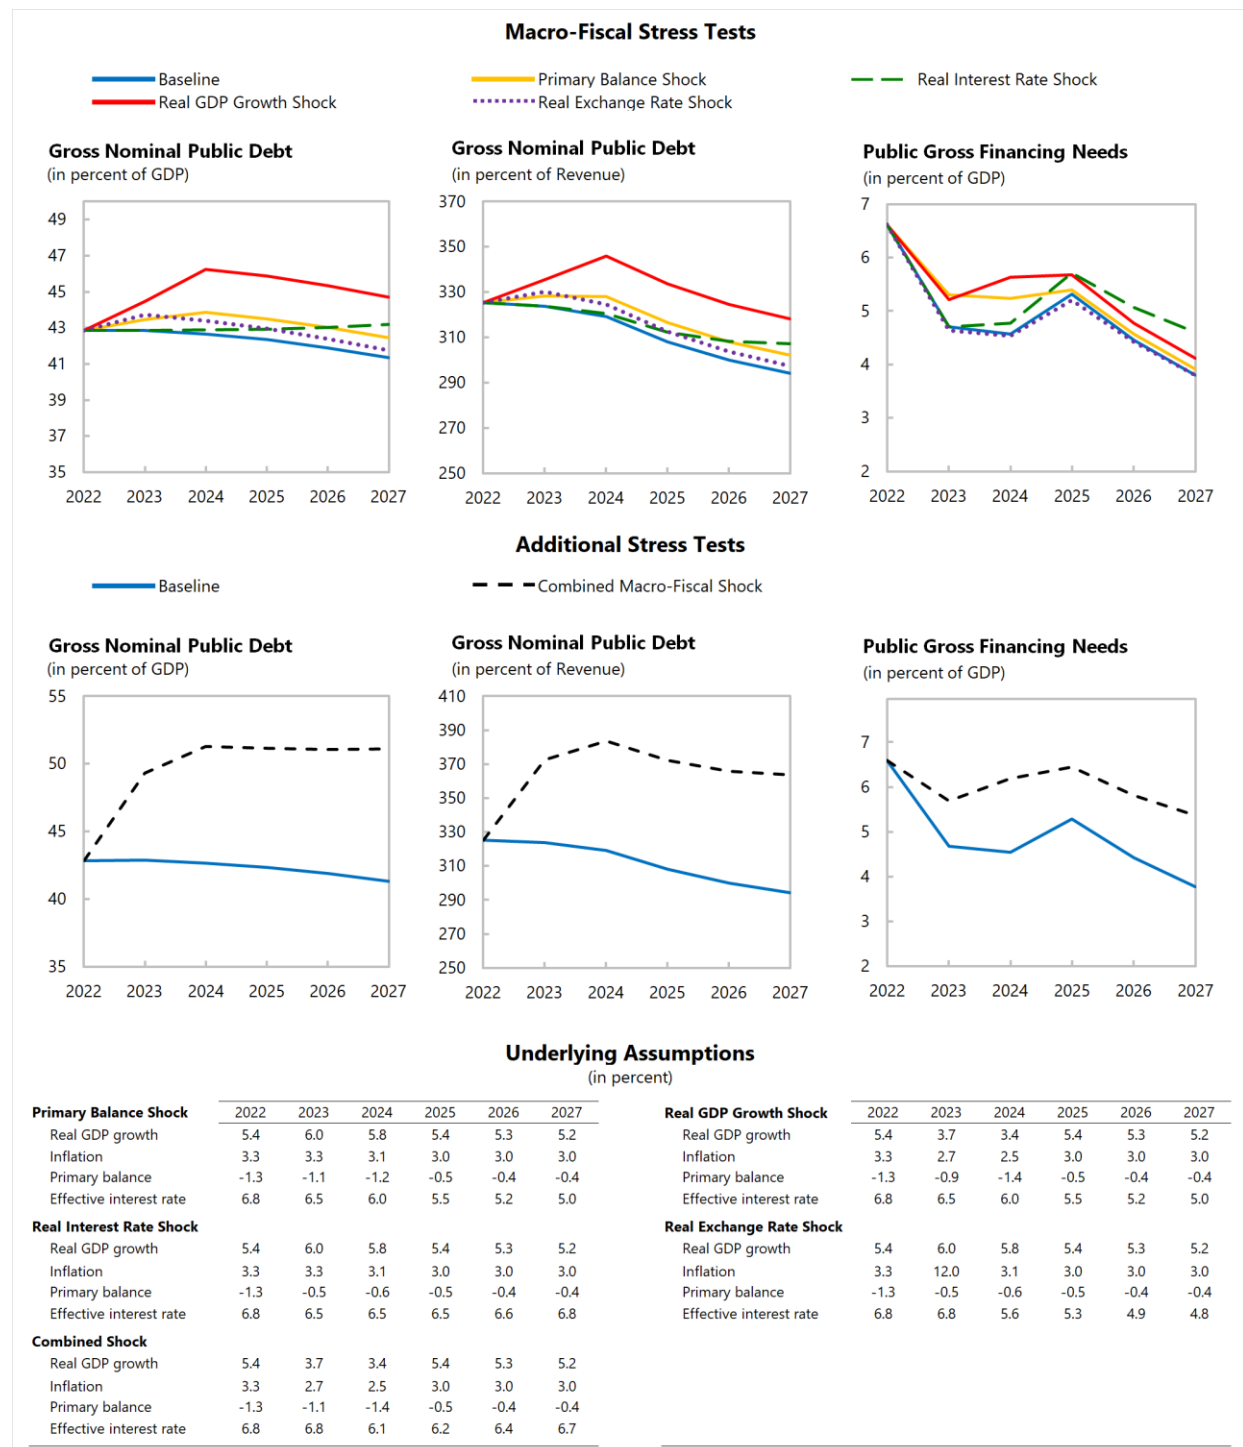 Macro-Fiscal Stress Tests
Baseline
Primary Balance Shock
Real Interest Rate Shock
Real GDP Growth Shock
Real Exchange Rate Shock
Gross Nominal Public Debt
(in percent of GDP)
49
47
45
43
41
39
37
35
2022 2023 2024 2025 2026 2027
Gross Nominal Public Debt
(in percent of Revenue)
370
350
330
310
290
270
250
2022 2023 2024 2025 2026 2027
Public Gross Financing Needs
(in percent of GDP)
7
6
5
4
3
2
2022 2023 2024 2025 2026 2027
Additional Stress Tests
Baseline
Combined Macro-Fiscal Shock
Gross Nominal Public Debt
(in percent of GDP)
55
50
45
40
35
2022 2023 2024 2025 2026 2027
Gross Nominal Public Debt
(in percent of Revenue)
410
390
370
350
330
310
290
270
250
2022 2023 2024 2025 2026 2027
Public Gross Financing Needs
(in percent of GDP)
7
6
5
4
3
2
2022 2023 2024 2025 2026 2027
Underlying Assumptions
(in percent)
Primary Balance Shock 2022 2023 2024 2025 2026 2027
Real GDP growth 5.4 6.0 5.8 5.4 5.3 5.2
Inflation 3.3 3.3 3.1 3.0 3.0 3.0
Primary balance -1.3 -1.1 -1.2 -0.5 -0.4 -0.4
Effective interest rate 6.8 6.5 6.0 5.5 5.2 5.0
Real Interest Rate Shock
Real GDP growth 5.4 6.0 5.8 5.4 5.3 5.2
Inflation 3.3 3.3 3.1 3.0 3.0 3.0
Primary balance -1.3 -0.5 -0.6 -0.5 -0.4 -0.4
Effective interest rate 6.8 6.5 6.5 6.5 6.6 6.8
Combined Shock
Real GDP growth 5.4 3.7 3.4 5.4 5.3 5.2
Inflation 3.3 2.7 2.5 3.0 3.0 3.0
Primary balance -1.3 -1.1 -1.4 -0.5 -0.4 -0.4
Effective interest rate 6.8 6.8 6.1 6.2 6.4 6.7
Real GDP Growth Shock 2022 2023 2024 2025 2026 2027
Real GDP growth 5.4 3.7 3.4 5.4 5.3 5.2
Inflation 3.3 2.7 2.5 3.0 3.0 3.0
Primary balance -1.3 -0.9 -1.4 -0.5 -0.4 -0.4
Effective interest rate 6.8 6.5 6.0 5.5 5.2 5.0
Real Exchange Rate Shock
Real GDP growth 5.4 6.0 5.8 5.4 5.3 5.2
Inflation 3.3 12.0 3.1 3.0 3.0 3.0
Primary balance -1.3 -0.5 -0.6 -0.5 -0.4 -0.4
Effective interest rate 6.8 6.8 5.6 5.3 4.9 4.8